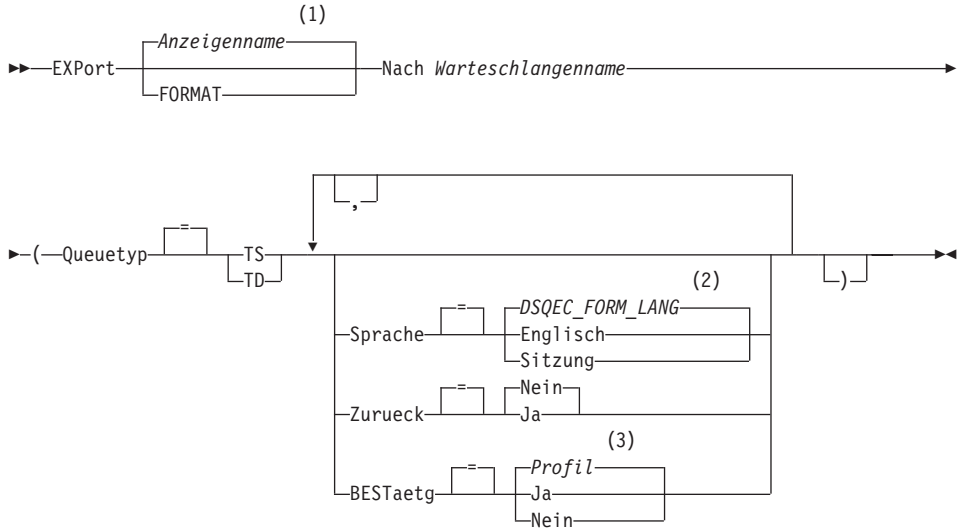 (1)
Anzeigenname
EXPort Nach Warteschlangenname
FORMAT
,
=
( Queuetyp TS
TD )
(2)
= DSQEC_FORM_LANG
Sprache Englisch
Sitzung
= Nein
Zurueck Ja
(3)
= Profil
BESTaetg Ja
Nein